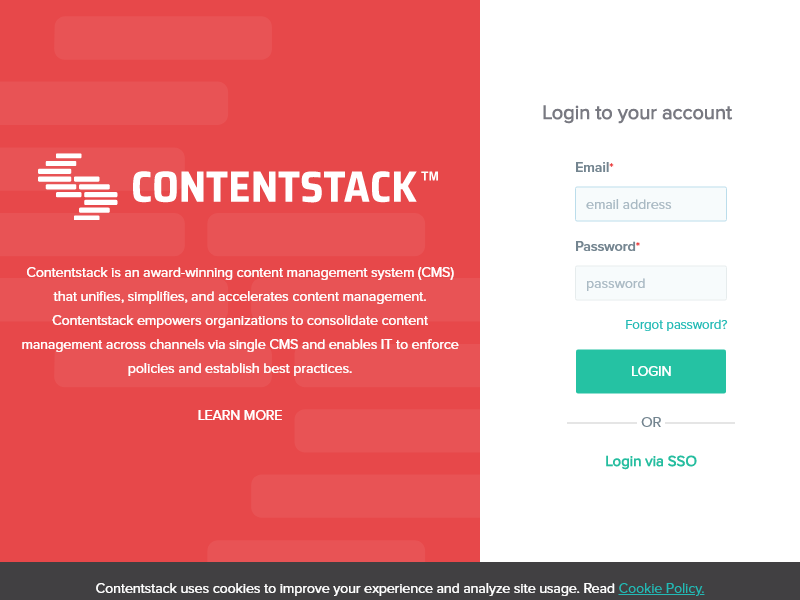 CONTENTSTACK™
Contentstack is an award-winning content management system (CMS)
that unifies, simplifies, and accelerates content management.
Contentstack empowers organizations to consolidate content
management across channels via single CMS and enables IT to enforce
policies and establish best practices.
LEARN MORE
Login to your account
Email*
email address
Password*
password
Forgot password?
LOGIN
OR
Login via SSO
Contentstack uses cookies to improve your experience and analyze site usage. Read Cookie Policy.